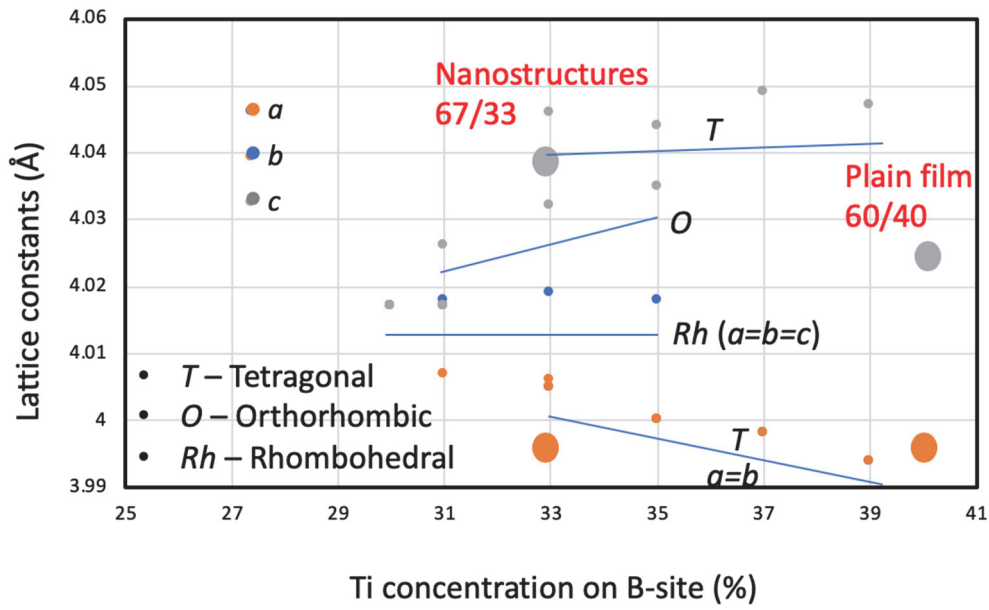 4.06
4.05
4.04
4.03
4.02
4.01
4
3.99
Lattice constants (Å)
Nanostructures
67/33
a
b
c
T
Plain film
60/40
O
Rh (a=b=c)
• T – Tetragonal
• O – Orthorhombic
• Rh – Rhombohedral
T
a=b
25 27 29 31 33 35 37 39 41
Ti concentration on B-site (%)